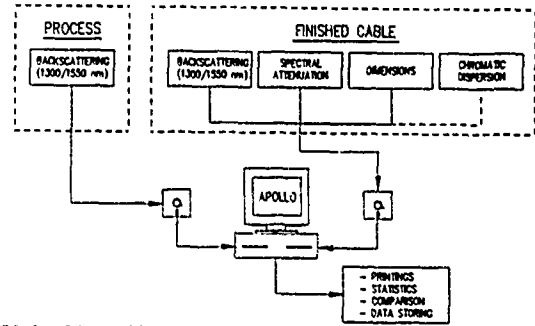 PROCESS
BACKSCATTERING
(1300/1550 nm)
FINISHED CABLE
BACKSCATTERING
(1300/1550 nm)
SPECTRAL
ATTENUATION
DIMENSIONS
CHROMATIC
DISPERSION
APOLLO
- PRINTINGS
- STATISTICS
- COMPARISON
- DATA STORING